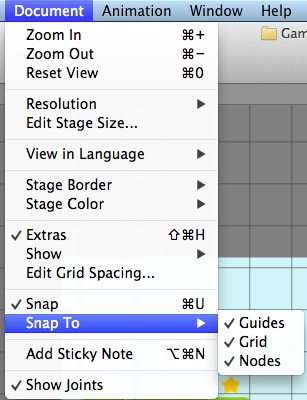 Document Animation Window Help
Gam
Zoom In ⌘+
Zoom Out ⌘−
Reset View ⌘0
Resolution ▶
Edit Stage Size...
View in Language ▶
Stage Border ▶
Stage Color ▶
✓ Extras ⇧⌘H
Show ▶
Edit Grid Spacing...
✓ Snap ⌘U
Snap To ▶
✓ Guides
✓ Grid
✓ Nodes
Add Sticky Note ⌥⌘N
✓ Show Joints